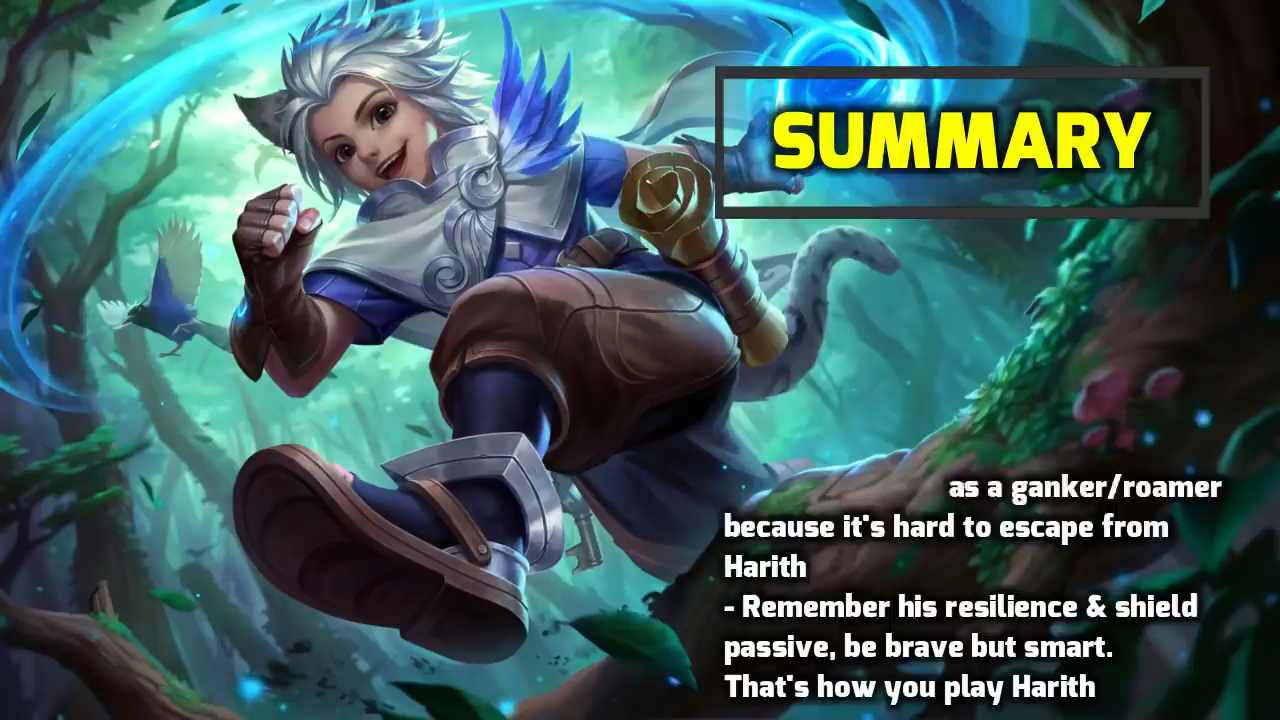 SUMMARY
as a ganker/roamer
because it's hard to escape from
Harith
- Remember his resilience & shield
passive, be brave but smart.
That's how you play Harith